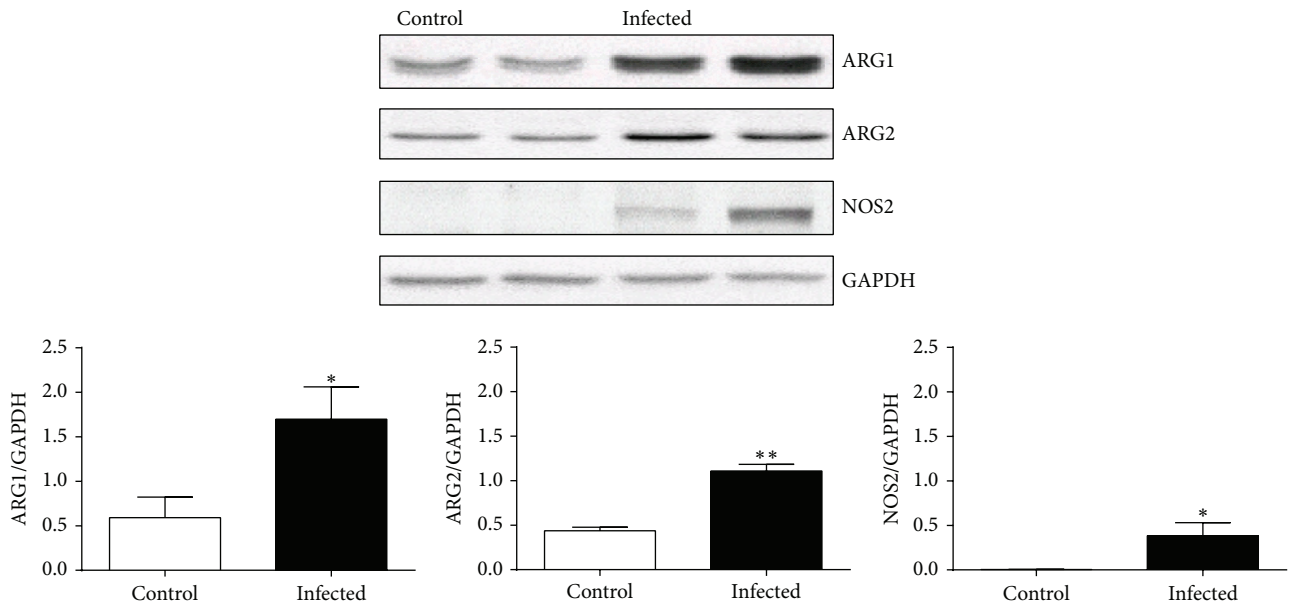 Control Infected
ARG1
ARG2
NOS2
GAPDH
ARG1/GAPDH
2.5
2.0
1.5
1.0
0.5
0.0
*
Control Infected
ARG2/GAPDH
2.5
2.0
1.5
1.0
0.5
0.0
**
Control Infected
NOS2/GAPDH
2.5
2.0
1.5
1.0
0.5
0.0
*
Control Infected